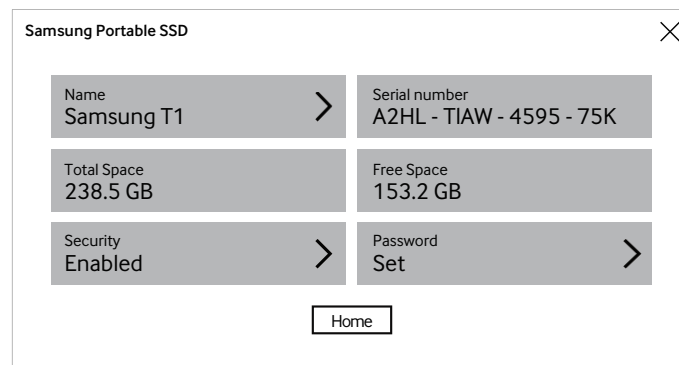 Samsung Portable SSD
Name
Samsung T1
Serial number
A2HL - TIAW - 4595 - 75K
Total Space
238.5 GB
Free Space
153.2 GB
Security
Enabled
Password
Set
Home